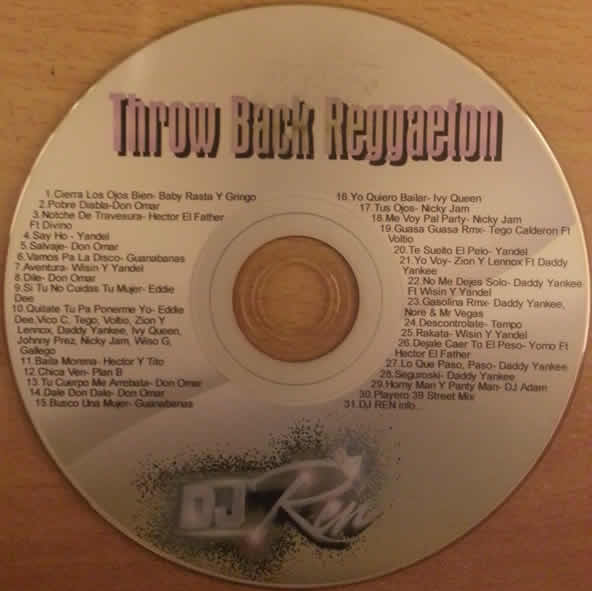 Throw Back Reggaeton
1.Cierra Los Ojos Bien- Baby Rasta Y Gringo
2.Pobre Diabla-Don Omar
3.Notche De Travesura- Hector El Father
Ft Divino
4.Say Ho - Yandel
5.Salvaje- Don Omar
6.Vamos Pa La Disco- Guanabanas
7.Aventura- Wisin Y Yandel
8.Dile- Don Omar
9.Si Tu No Cuidas Tu Mujer- Eddie
Dee
10.Quitate Tu Pa Ponerme Yo- Eddie
Dee,Vico C, Tego, Voltio, Zion Y
Lennox, Daddy Yankee, Ivy Queen,
Johnny Prez, Nicky Jam, Wiso G,
Gallego
11.Baila Morena- Hector Y Tito
12.Chica Ven- Plan B
13.Tu Cuerpo Me Arrebata- Don Omar
14.Dale Don Dale- Don Omar
15.Busco Una Mujer- Guanabanas
16.Yo Quiero Bailar- Ivy Queen
17.Tus Ojos- Nicky Jam
18.Me Voy Pal Party- Nicky Jam
19.Guasa Guasa Rmx- Tego Calderon Ft
Voltio
20.Te Suelto El Pelo- Yandel
21.Yo Voy- Zion Y Lennox Ft Daddy
Yankee
22.No Me Dejes Solo- Daddy Yankee
Ft Wisin Y Yandel
23.Gasolina Rmx- Daddy Yankee,
Nore & Mr Vegas
24.Descontrolate- Tempo
25.Rakata- Wisin Y Yandel
26.Dejale Caer To El Peso- Yomo Ft
Hector El Father
27.Lo Que Paso, Paso- Daddy Yankee
28.Seguroski- Daddy Yankee
29.Horny Man Y Panty Man- DJ Adam
30.Playero 39 Street Mix
31.DJ REN info...
DJ Ren